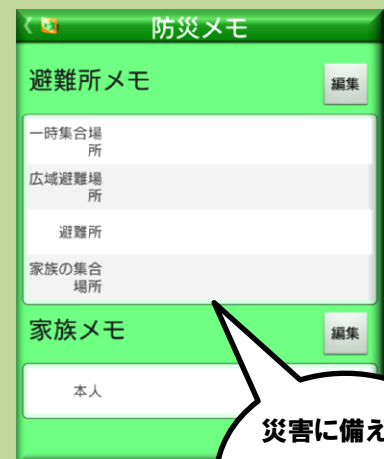 防災メモ
避難所メモ
編集
一時集合場
所
広域避難場
所
避難所
家族の集合
場所
家族メモ
編集
本人
災害に備え